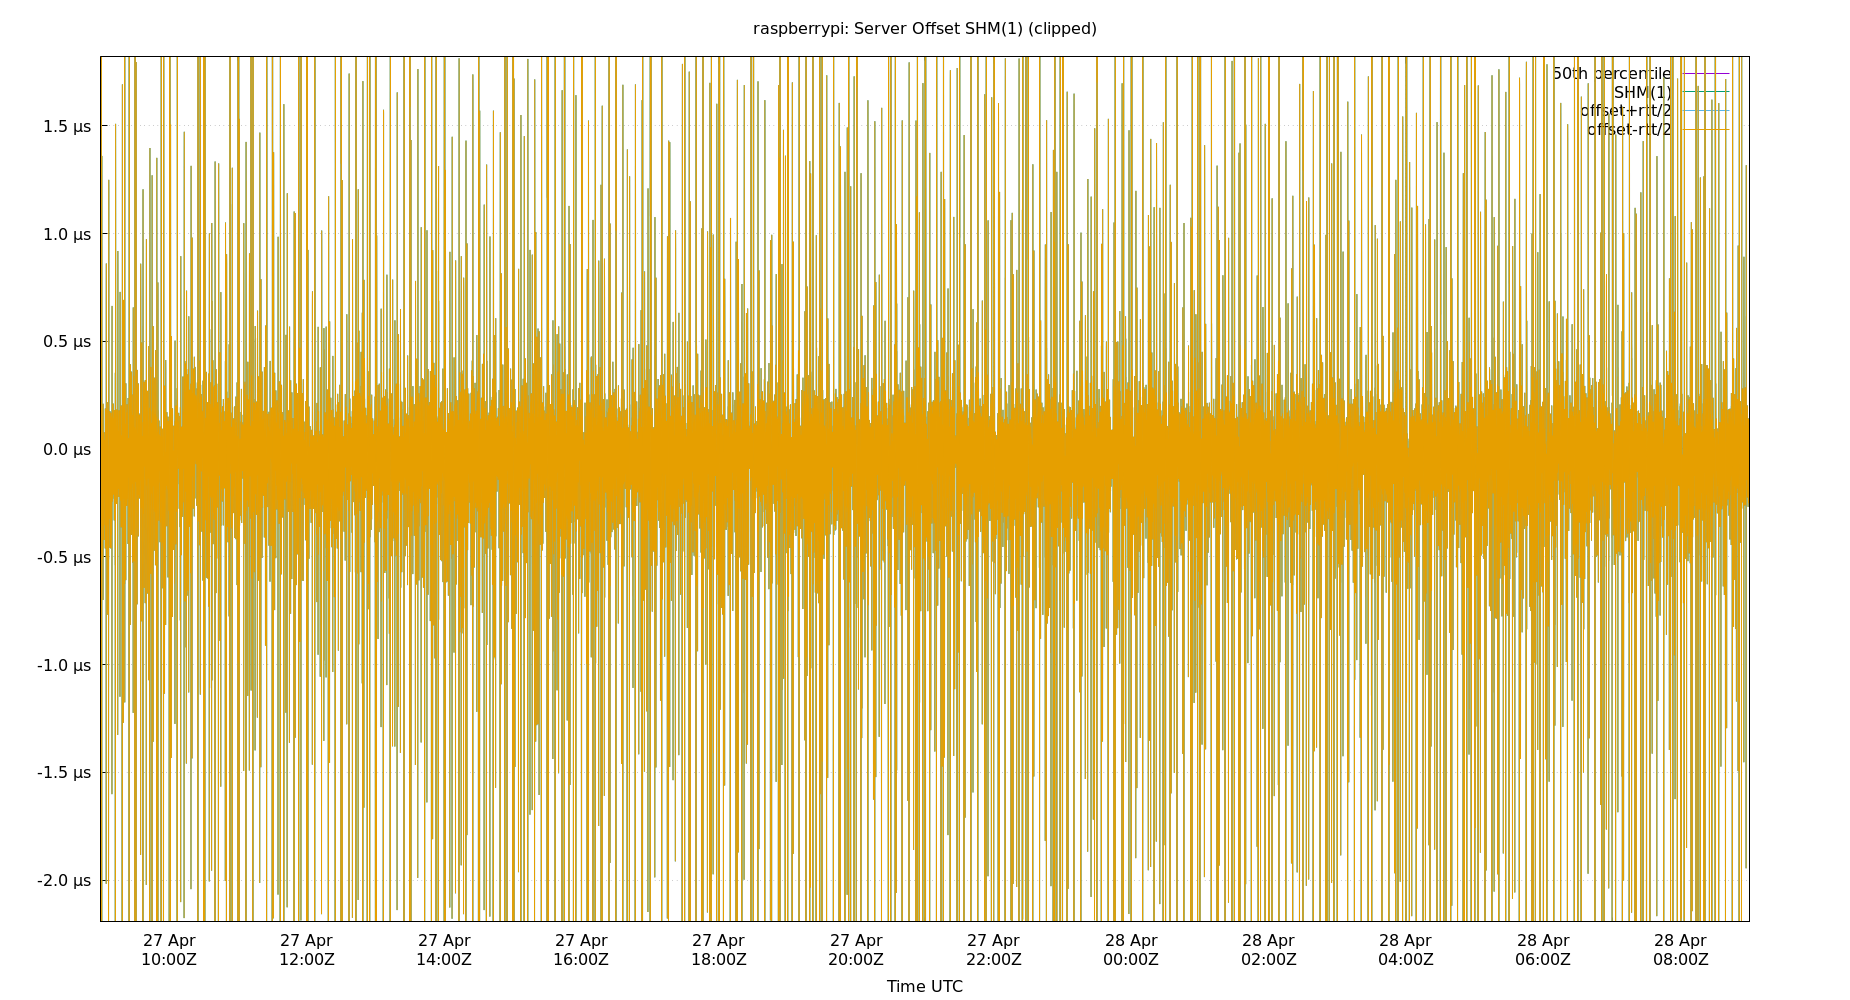 raspberrypi: Server Offset SHM(1) (clipped)
50th percentile
SHM(1)
offset+rtt/2
offset-rtt/2
1.5 µs
1.0 µs
0.5 µs
0.0 µs
-0.5 µs
-1.0 µs
-1.5 µs
-2.0 µs
27 Apr 27 Apr 27 Apr 27 Apr 27 Apr 27 Apr 27 Apr 28 Apr 28 Apr 28 Apr 28 Apr 28 Apr
10:00Z 12:00Z 14:00Z 16:00Z 18:00Z 20:00Z 22:00Z 00:00Z 02:00Z 04:00Z 06:00Z 08:00Z
Time UTC